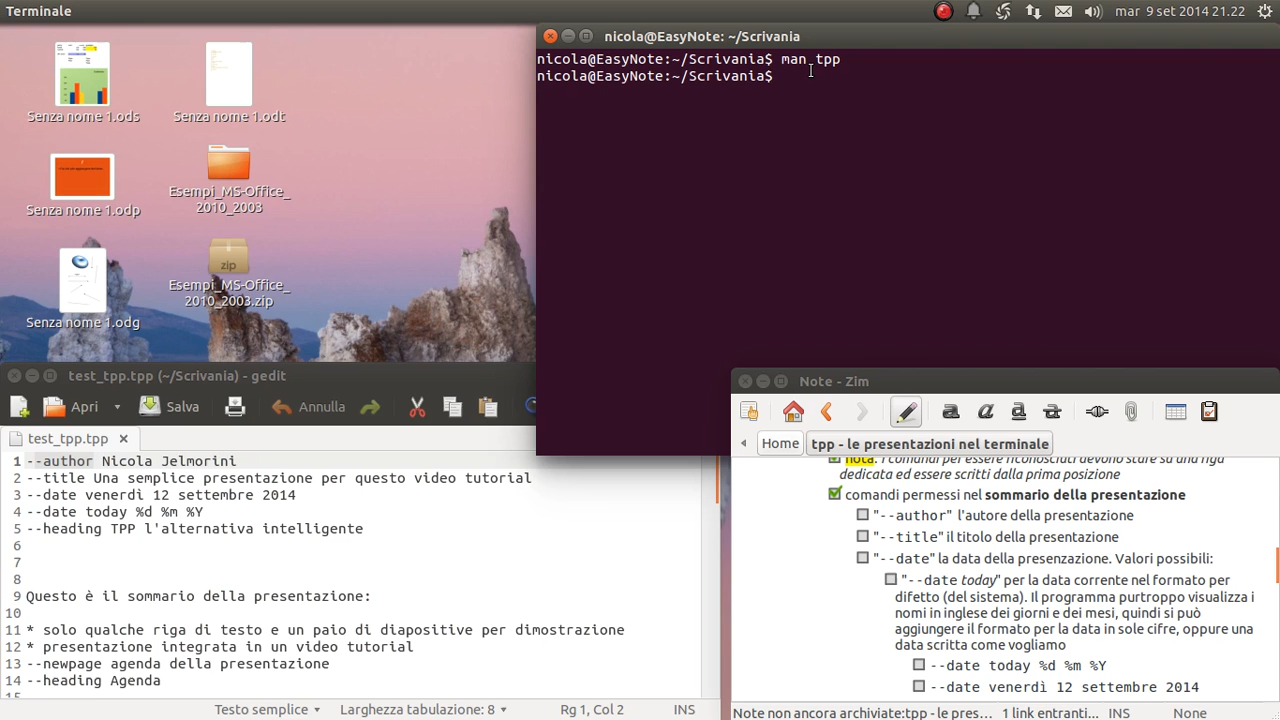 Terminale
mar 9 set 2014 21.22
Senza nome 1.ods
Senza nome 1.odt
Senza nome 1.odp
Esempi_MS-Office_
2010_2003
Senza nome 1.odg
zip
Esempi_MS-Office_
2010_2003.zip
nicola@EasyNote: ~/Scrivania
nicola@EasyNote:~/Scrivania$ man tpp
nicola@EasyNote:~/Scrivania$
test_tpp.tpp (~/Scrivania) - gedit
Apri
Salva
Annulla
test_tpp.tpp
1 --author Nicola Jelmorini
2 --title Una semplice presentazione per questo video tutorial
3 --date venerdì 12 settembre 2014
4 --date today %d %m %Y
5 --heading TPP l'alternativa intelligente
6
7
8
9 Questo è il sommario della presentazione:
10
11 * solo qualche riga di testo e un paio di diapositive per dimostrazione
12 * presentazione integrata in un video tutorial
13 --newpage agenda della presentazione
14 --heading Agenda
15
Testo semplice
Larghezza tabulazione: 8
Rg 1, Col 2
INS
Note - Zim
Home
tpp - le presentazioni nel terminale
nota: i comandi per essere riconosciuti devono stare su una riga
dedicata ed essere scritti dalla prima posizione
comandi permessi nel sommario della presentazione
"--author" l'autore della presentazione
"--title" il titolo della presentazione
"--date" la data della presenzazione. Valori possibili:
"--date today" per la data corrente nel formato per
difetto (del sistema). Il programma purtroppo visualizza i
nomi in inglese dei giorni e dei mesi, quindi si può
aggiungere il formato per la data in sole cifre, oppure una
data scritta come vogliamo
--date today %d %m %Y
--date venerdì 12 settembre 2014
Note non ancora archiviate:tpp - le pres...
1 link entranti...
INS
None